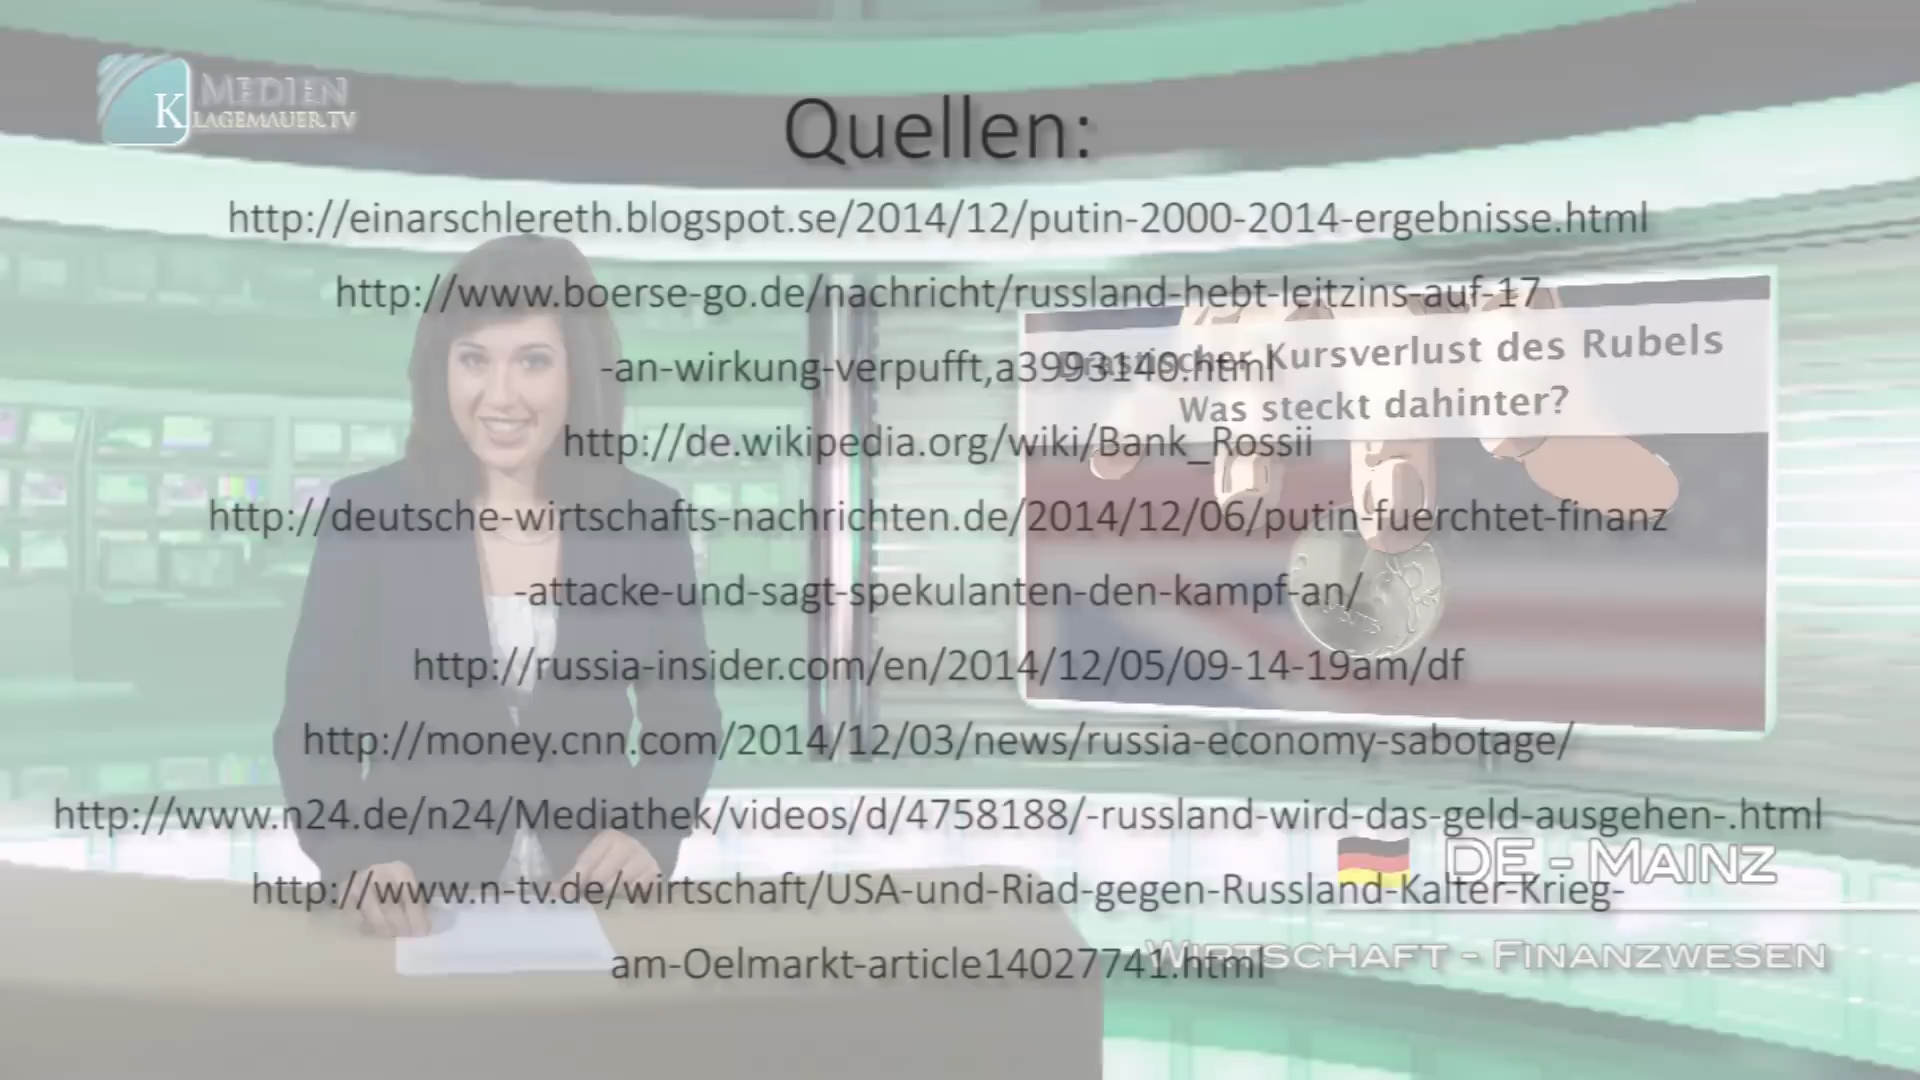 MEDIEN
KLAGEMAUER.TV
Quellen:
http://einarschlereth.blogspot.se/2014/12/putin-2000-2014-ergebnisse.html
http://www.boerse-go.de/nachricht/russland-hebt-leitzins-auf-17
-an-wirkung-verpufft,a3993140.html
Drastischer Kursverlust des Rubels
Was steckt dahinter?
http://de.wikipedia.org/wiki/Bank_Rossii
http://deutsche-wirtschafts-nachrichten.de/2014/12/06/putin-fuerchtet-finanz
-attacke-und-sagt-spekulanten-den-kampf-an/
http://russia-insider.com/en/2014/12/05/09-14-19am/df
http://money.cnn.com/2014/12/03/news/russia-economy-sabotage/
http://www.n24.de/n24/Mediathek/videos/d/4758188/-russland-wird-das-geld-ausgehen-.html
DE - MAINZ
http://www.n-tv.de/wirtschaft/USA-und-Riad-gegen-Russland-Kalter-Krieg-
am-Oelmarkt-article14027741.html
WIRTSCHAFT - FINANZWESEN